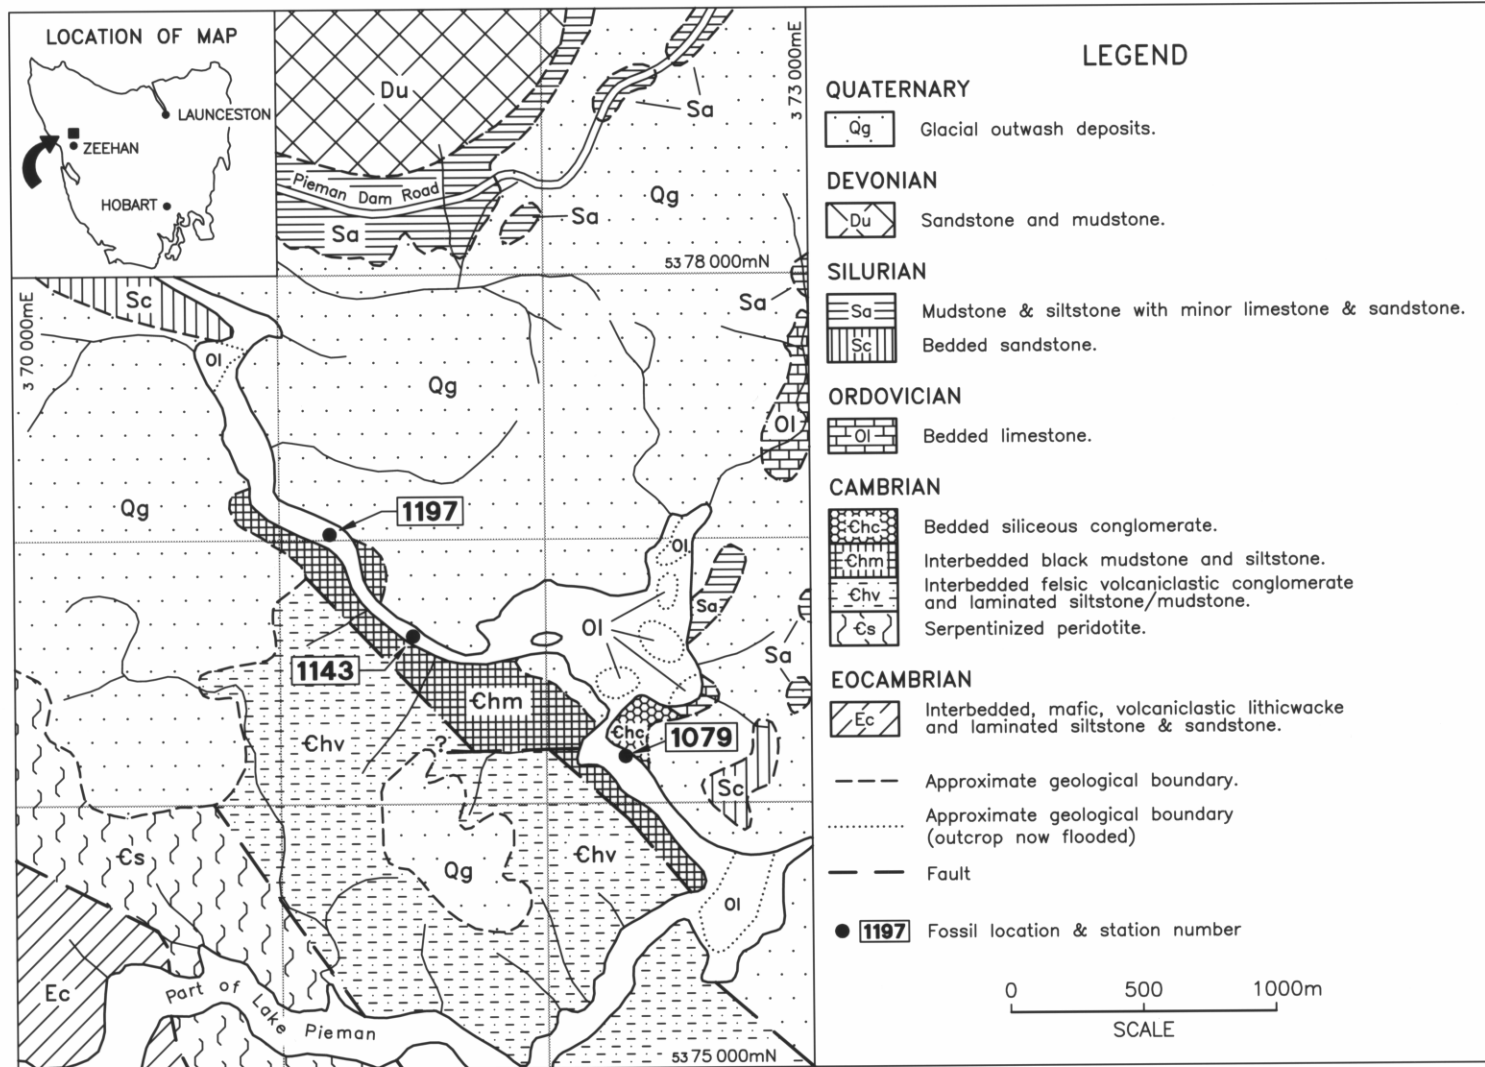 LOCATION OF MAP
LAUNCESTON
ZEEHAN
HOBART
Du
Pieman Dam Road
Sa
Sa
Sa
Qg
3 73 000mE
53 78 000mN
Sc
3 70 000mE
Ol
Sa
Qg
Ol
Qg
1197
Ol
Ol
Sa
Sa
1143
Єhm
Єhc
1079
Єhv
?
Sc
Єs
Qg
Єhv
Ol
Ec
Part of Lake Pieman
53 75 000mN
LEGEND
QUATERNARY
Qg Glacial outwash deposits.
DEVONIAN
Du Sandstone and mudstone.
SILURIAN
Sa Mudstone & siltstone with minor limestone & sandstone.
Sc Bedded sandstone.
ORDOVICIAN
Ol Bedded limestone.
CAMBRIAN
Єhc Bedded siliceous conglomerate.
Єhm Interbedded black mudstone and siltstone.
Єhv Interbedded felsic volcaniclastic conglomerate
and laminated siltstone/mudstone.
Єs Serpentinized peridotite.
EOCAMBRIAN
Ec Interbedded, mafic, volcaniclastic lithicwacke
and laminated siltstone & sandstone.
Approximate geological boundary.
Approximate geological boundary
(outcrop now flooded)
Fault
1197 Fossil location & station number
0 500 1000m
SCALE